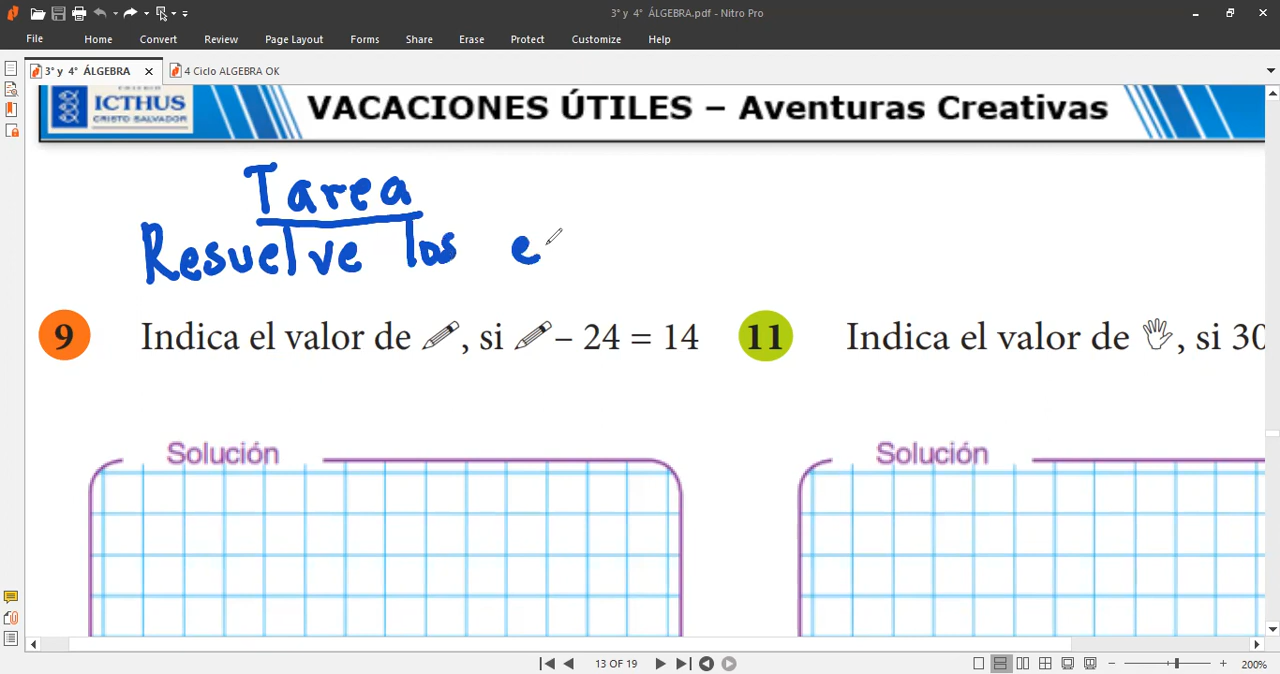 3° y 4° ÁLGEBRA.pdf - Nitro Pro
File Home Convert Review Page Layout Forms Share Erase Protect Customize Help
3° y 4° ÁLGEBRA 4 Ciclo ALGEBRA OK
ICTHUS
CRISTO SALVADOR
VACACIONES ÚTILES – Aventuras Creativas
Tarea
Resuelve los e
9 Indica el valor de , si – 24 = 14
11 Indica el valor de , si 30
Solución
Solución
13 OF 19
200%